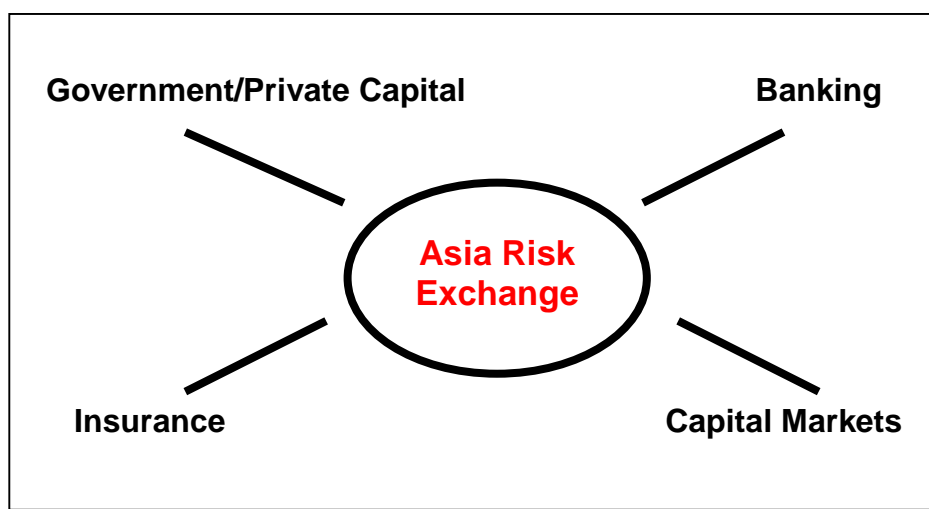 Government/Private Capital
Banking
Asia Risk
Exchange
Insurance
Capital Markets